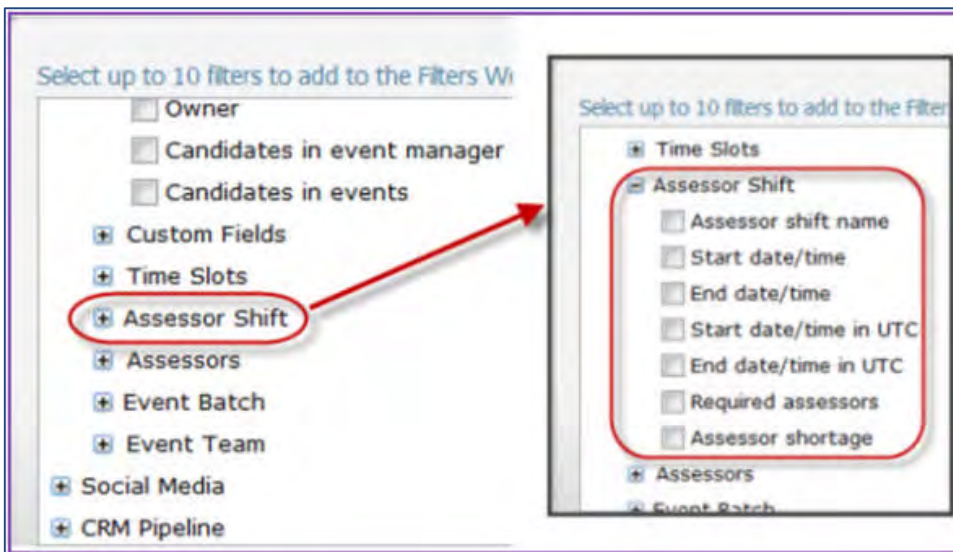 Select up to 10 filters to add to the Filters
Owner
Candidates in event manager
Candidates in events
Custom Fields
Time Slots
Assessor Shift
Assessors
Event Batch
Event Team
Social Media
CRM Pipeline
Select up to 10 filters to add to the Filter
Time Slots
Assessor Shift
Assessor shift name
Start date/time
End date/time
Start date/time in UTC
End date/time in UTC
Required assessors
Assessor shortage
Assessors
Event Batch